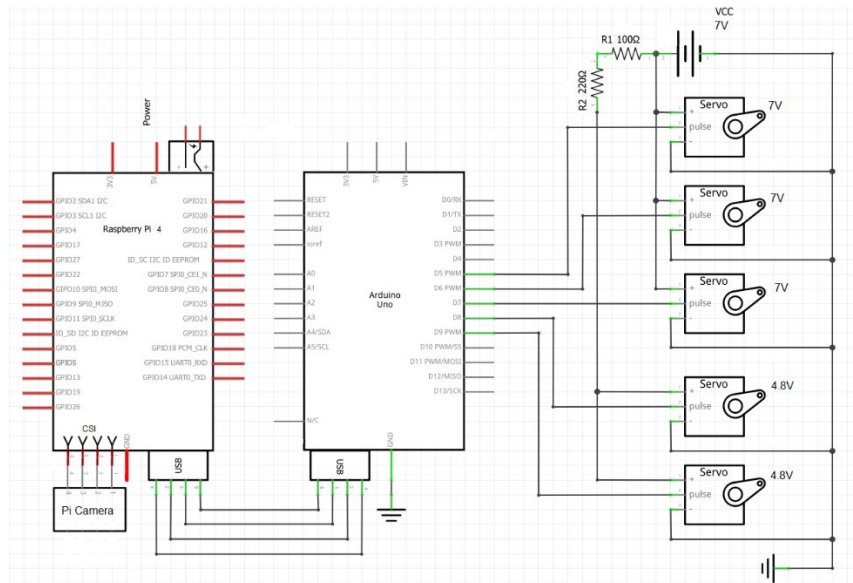 VCC
7V
R1 100Ω
R2 220Ω
Servo
7V
+
pulse
-
Servo
7V
+
pulse
-
Servo
7V
+
pulse
-
Servo
4.8V
+
pulse
-
Servo
4.8V
+
pulse
-
Power
- +
3V3
5V
Raspberry Pi 4
GPIO2 SDA1 I2C
GPIO3 SCL1 I2C
GPIO4
GPIO17
GPIO27
GPIO22
GIPO10 SPI0_MOSI
GPIO9 SPI0_MISO
GPIO11 SPI0_SCLK
ID_SD I2C ID EEPROM
GPIO5
GPIO6
GPIO13
GPIO19
GPIO26
GPIO21
GPIO20
GPIO16
GPIO12
ID_SC I2C ID EEPROM
GPIO7 SPI0_CE1_N
GPIO8 SPI0_CE0_N
GPIO25
GPIO24
GPIO23
GPIO18 PCM_CLK
GPIO15 UART0_RXD
GPIO14 UART0_TXD
CSI
GND
4 3 2 1
Pi Camera
USB
3V3
5V
VIN
Arduino
Uno
RESET
RESET2
AREF
ioref
A0
A1
A2
A3
A4/SDA
A5/SCL
N/C
D0/RX
D1/TX
D2
D3 PWM
D4
D5 PWM
D6 PWM
D7
D8
D9 PWM
D10 PWM/SS
D11 PWM/MOSI
D12/MISO
D13/SCK
GND
USB